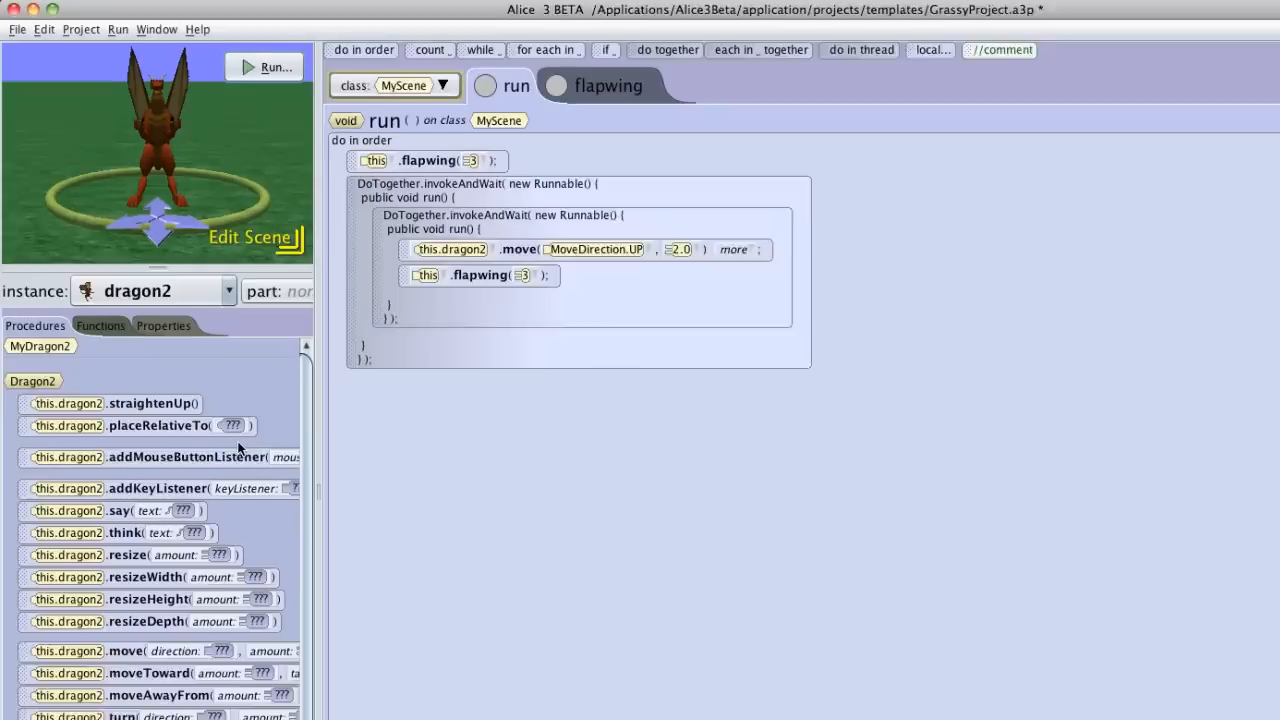 Alice 3 BETA /Applications/Alice3Beta/application/projects/templates/GrassyProject.a3p *
File Edit Project Run Window Help
Run...
Edit Scene
instance: dragon2 part:
Procedures Functions Properties
MyDragon2
Dragon2
this.dragon2 .straightenUp()
this.dragon2 .placeRelativeTo( ??? )
this.dragon2 .addMouseButtonListener(
this.dragon2 .addKeyListener( keyListener:
this.dragon2 .say( text: ??? )
this.dragon2 .think( text: ??? )
this.dragon2 .resize( amount: ??? )
this.dragon2 .resizeWidth( amount: ??? )
this.dragon2 .resizeHeight( amount: ??? )
this.dragon2 .resizeDepth( amount: ??? )
this.dragon2 .move( direction: ??? , amount:
this.dragon2 .moveToward( amount: ??? ,
this.dragon2 .moveAwayFrom( amount: ???
this.dragon2 .turn( direction: ??? , amount:
do in order count _ while _ for each in _ if _ do together each in _ together do in thread local... //comment
class: MyScene ▼ run flapwing
void run ( ) on class MyScene
do in order
this .flapwing( 3 );
DoTogether.invokeAndWait( new Runnable() {
public void run() {
DoTogether.invokeAndWait( new Runnable() {
public void run() {
this.dragon2 .move( MoveDirection.UP , 2.0 ) more ;
this .flapwing( 3 );
}
} );
}
} );